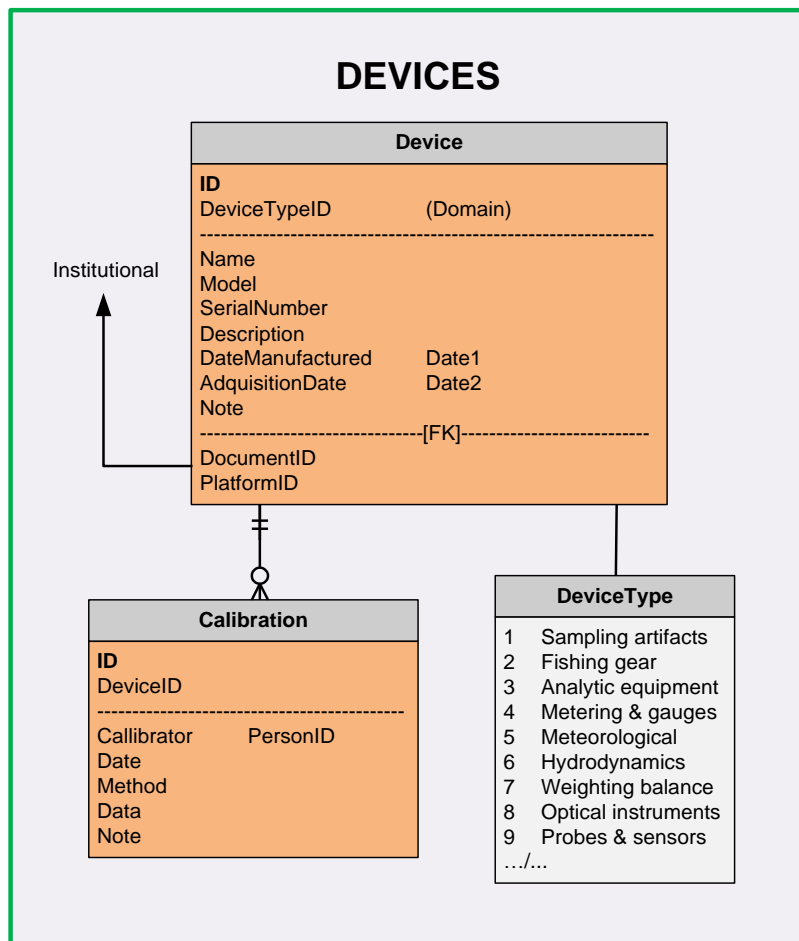 DEVICES
Device
ID
DeviceTypeID (Domain)
--------------------------------------------------------------
Name
Model
SerialNumber
Description
DateManufactured Date1
AdquisitionDate Date2
Note
------------------------------[FK]--------------------------
DocumentID
PlatformID
Institutional
Calibration
ID
DeviceID
------------------------------------------
Callibrator PersonID
Date
Method
Data
Note
DeviceType
1 Sampling artifacts
2 Fishing gear
3 Analytic equipment
4 Metering & gauges
5 Meteorological
6 Hydrodynamics
7 Weighting balance
8 Optical instruments
9 Probes & sensors
…/...